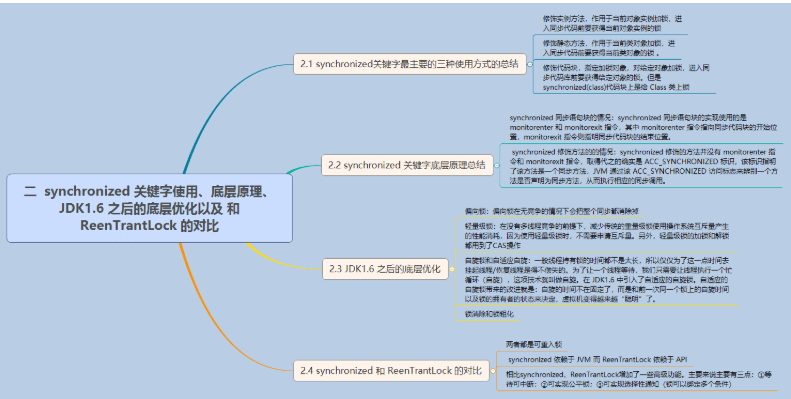 二 synchronized 关键字使用、底层原理、
JDK1.6 之后的底层优化以及 和
ReenTrantLock 的对比
2.1 synchronized关键字最主要的三种使用方式的总结
修饰实例方法，作用于当前对象实例加锁，进
入同步代码前要获得当前对象实例的锁
修饰静态方法，作用于当前类对象加锁，进
入同步代码前要获得当前类对象的锁 。
修饰代码块，指定加锁对象，对给定对象加锁，进入同
步代码库前要获得给定对象的锁。但是
synchronized(class)代码块上是给 Class 类上锁
2.2 synchronized 关键字底层原理总结
synchronized 同步语句块的情况：synchronized 同步语句块的实现使用的是
monitorenter 和 monitorexit 指令，其中 monitorenter 指令指向同步代码块的开始位
置，monitorexit 指令则指明同步代码块的结束位置。
synchronized 修饰方法的的情况：synchronized 修饰的方法并没有 monitorenter 指
令和 monitorexit 指令，取得代之的确实是 ACC_SYNCHRONIZED 标识，该标识指明
了该方法是一个同步方法，JVM 通过该 ACC_SYNCHRONIZED 访问标志来辨别一个方
法是否声明为同步方法，从而执行相应的同步调用。
2.3 JDK1.6 之后的底层优化
偏向锁：偏向锁在无竞争的情况下会把整个同步都消除掉
轻量级锁：在没有多线程竞争的前提下，减少传统的重量级锁使用操作系统互斥量产生
的性能消耗，因为使用轻量级锁时，不需要申请互斥量。另外，轻量级锁的加锁和解锁
都用到了CAS操作
自旋锁和自适应自旋：一般线程持有锁的时间都不是太长，所以仅仅为了这一点时间去
挂起线程/恢复线程是得不偿失的。为了让一个线程等待，我们只需要让线程执行一个忙
循环（自旋），这项技术就叫做自旋。在 JDK1.6 中引入了自适应的自旋锁。自适应的
自旋锁带来的改进就是：自旋的时间不在固定了，而是和前一次同一个锁上的自旋时间
以及锁的拥有者的状态来决定，虚拟机变得越来越“聪明”了。
锁消除和锁粗化
2.4 synchronized 和 ReenTrantLock 的对比
两者都是可重入锁
synchronized 依赖于 JVM 而 ReenTrantLock 依赖于 API
相比synchronized，ReenTrantLock增加了一些高级功能。主要来说主要有三点：①等
待可中断；②可实现公平锁；③可实现选择性通知（锁可以绑定多个条件）